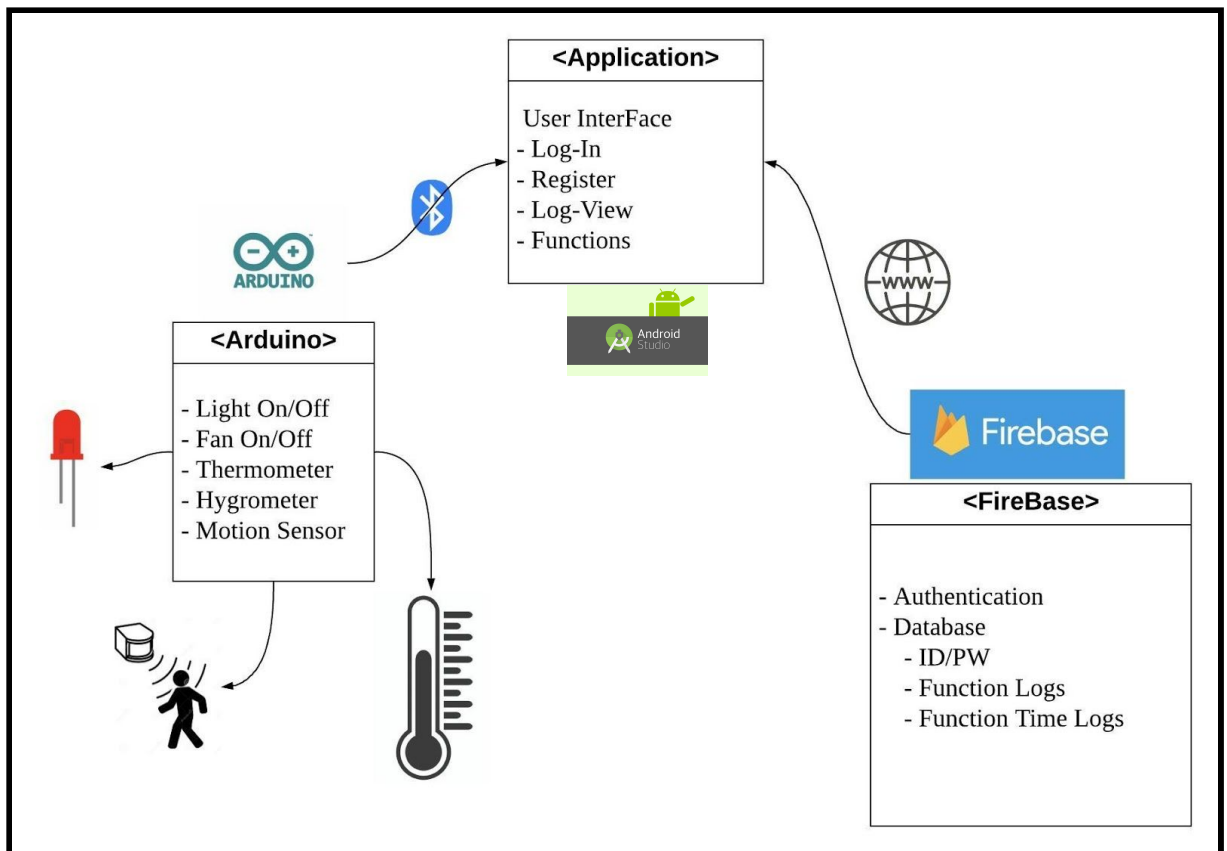 <Application>
User InterFace
- Log-In
- Register
- Log-View
- Functions
Android
Studio
ARDUINO
<Arduino>
- Light On/Off
- Fan On/Off
- Thermometer
- Hygrometer
- Motion Sensor
WWW
Firebase
<FireBase>
- Authentication
- Database
- ID/PW
- Function Logs
- Function Time Logs